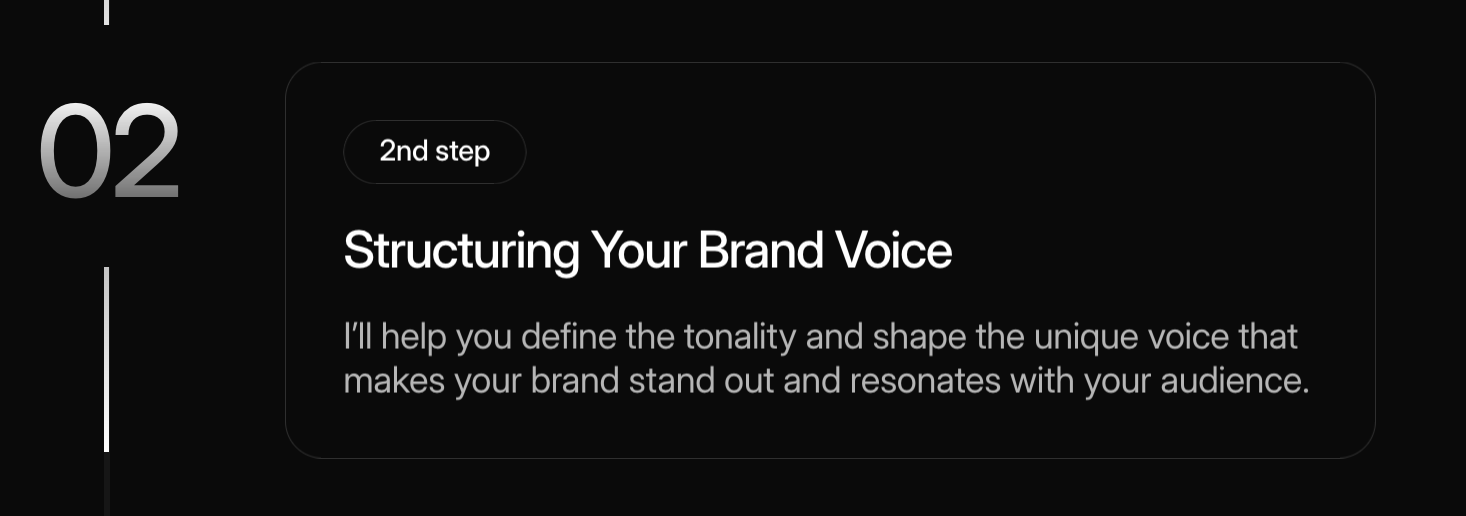 02
2nd step
Structuring Your Brand Voice
I’ll help you define the tonality and shape the unique voice that
makes your brand stand out and resonates with your audience.